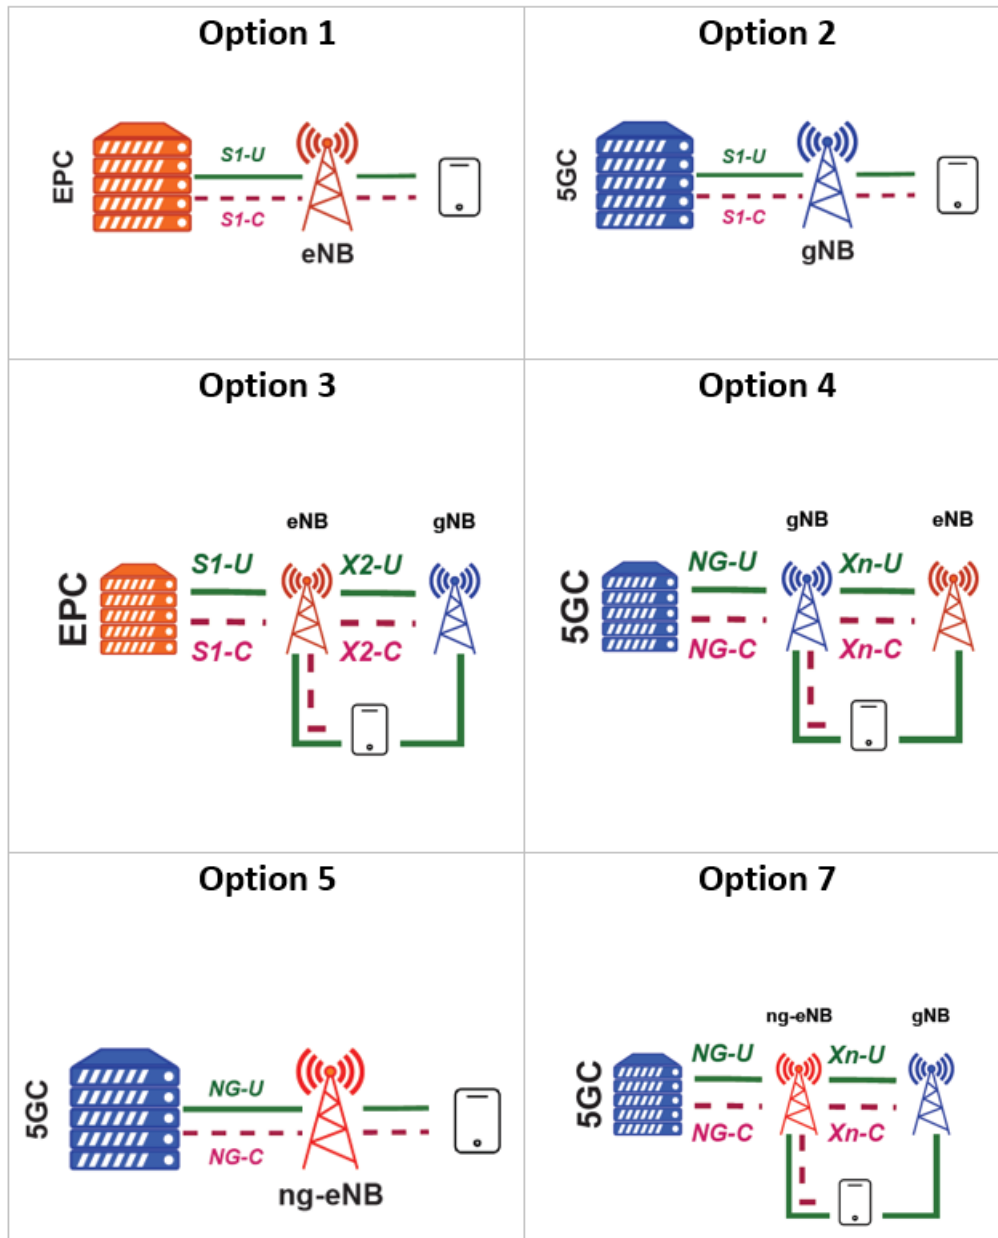 Option 1
EPC
S1-U
S1-C
eNB
Option 2
5GC
S1-U
S1-C
gNB
Option 3
eNB
gNB
EPC
S1-U
X2-U
S1-C
X2-C
Option 4
gNB
eNB
5GC
NG-U
Xn-U
NG-C
Xn-C
Option 5
5GC
NG-U
NG-C
ng-eNB
Option 7
ng-eNB
gNB
5GC
NG-U
Xn-U
NG-C
Xn-C